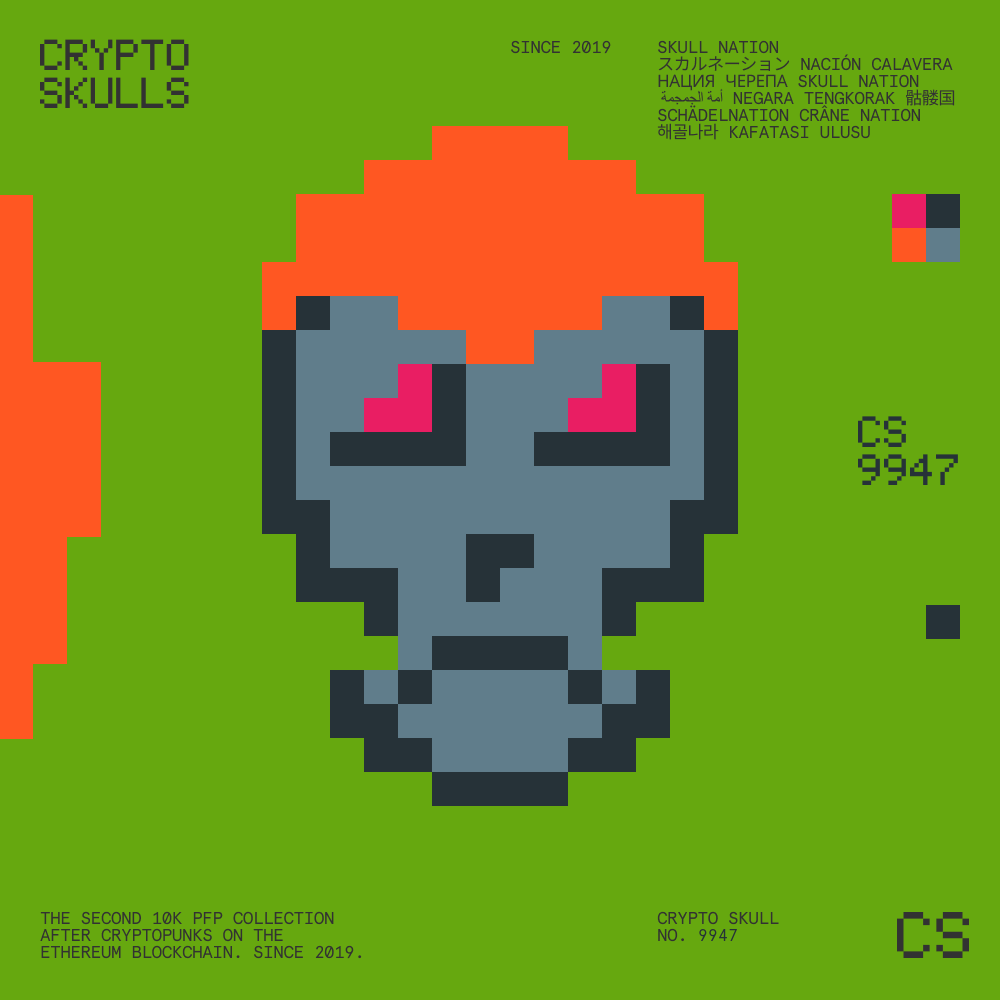 CRYPTO
SKULLS
SINCE 2019
SKULL NATION
スカルネーション NACIÓN CALAVERA
НАЦИЯ ЧЕРЕПА SKULL NATION
أمة الجمجمة NEGARA TENGKORAK 骷髅国
SCHÄDELNATION CRÂNE NATION
해골나라 KAFATASI ULUSU
CS
9947
THE SECOND 10K PFP COLLECTION
AFTER CRYPTOPUNKS ON THE
ETHEREUM BLOCKCHAIN. SINCE 2019.
CRYPTO SKULL
NO. 9947
CS